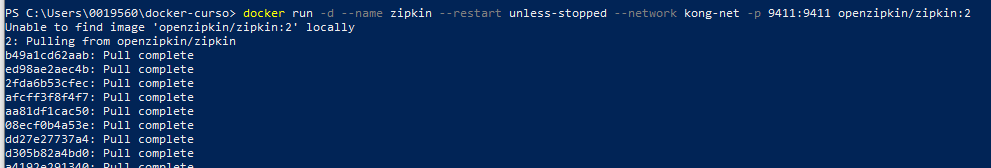 PS C:\Users\0019560\docker-curso> docker run -d --name zipkin --restart unless-stopped --network kong-net -p 9411:9411 openzipkin/zipkin:2
Unable to find image 'openzipkin/zipkin:2' locally
2: Pulling from openzipkin/zipkin
b49a1cd62aab: Pull complete
ed98ae2aec4b: Pull complete
2fda6b53cfec: Pull complete
afcff3f8f4f7: Pull complete
aa81df1cac50: Pull complete
08ecf0b4a53e: Pull complete
dd27e27737a4: Pull complete
d305b82a4bd0: Pull complete
a4192e291340: Pull complete